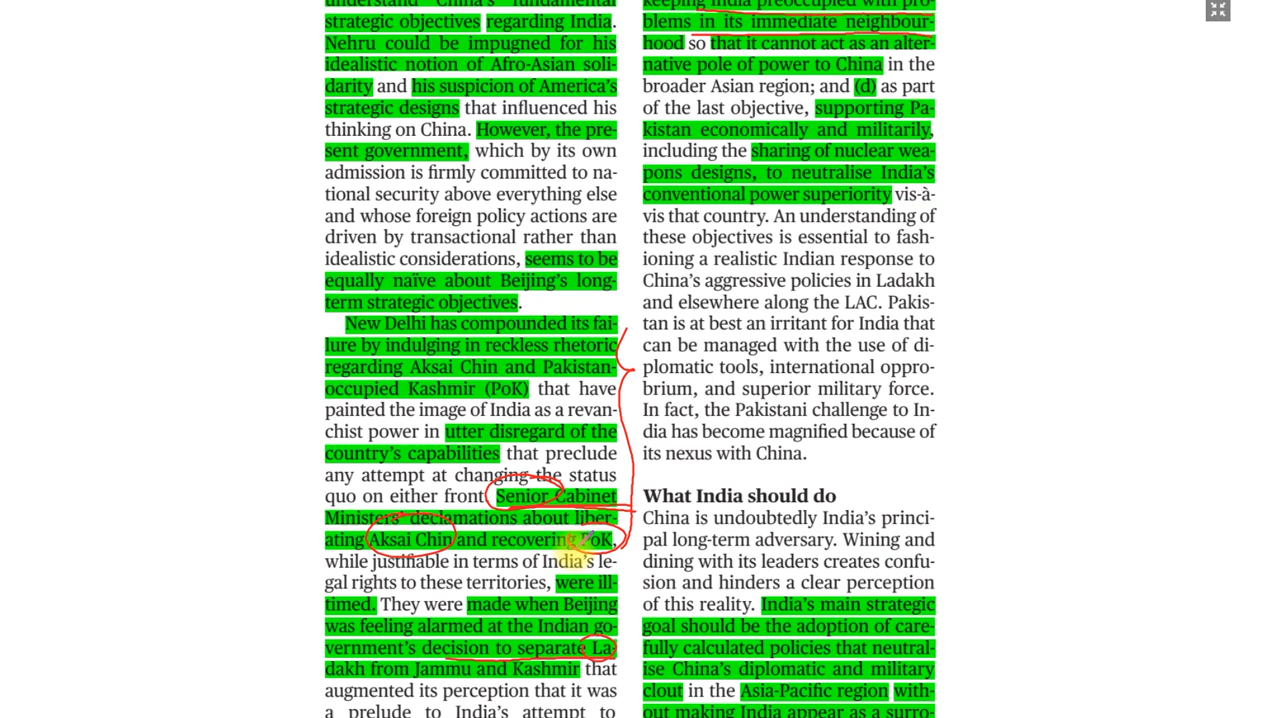 understand China's fundamental
strategic objectives regarding India.
Nehru could be impugned for his
idealistic notion of Afro-Asian soli-
darity and his suspicion of America's
strategic designs that influenced his
thinking on China. However, the pre-
sent government, which by its own
admission is firmly committed to na-
tional security above everything else
and whose foreign policy actions are
driven by transactional rather than
idealistic considerations, seems to be
equally naïve about Beijing's long-
term strategic objectives.
New Delhi has compounded its fai-
lure by indulging in reckless rhetoric
regarding Aksai Chin and Pakistan-
occupied Kashmir (PoK) that have
painted the image of India as a revan-
chist power in utter disregard of the
country's capabilities that preclude
any attempt at changing the status
quo on either front. Senior Cabinet
Ministers' declamations about liber-
ating Aksai Chin and recovering PoK,
while justifiable in terms of India's le-
gal rights to these territories, were ill-
timed. They were made when Beijing
was feeling alarmed at the Indian go-
vernment's decision to separate La-
dakh from Jammu and Kashmir that
augmented its perception that it was
a prelude to India's attempt to
keeping India preoccupied with pro-
blems in its immediate neighbour-
hood so that it cannot act as an alter-
native pole of power to China in the
broader Asian region; and (d) as part
of the last objective, supporting Pa-
kistan economically and militarily,
including the sharing of nuclear wea-
pons designs, to neutralise India's
conventional power superiority vis-à-
vis that country. An understanding of
these objectives is essential to fash-
ioning a realistic Indian response to
China's aggressive policies in Ladakh
and elsewhere along the LAC. Pakis-
tan is at best an irritant for India that
can be managed with the use of di-
plomatic tools, international oppro-
brium, and superior military force.
In fact, the Pakistani challenge to In-
dia has become magnified because of
its nexus with China.
What India should do
China is undoubtedly India's princi-
pal long-term adversary. Wining and
dining with its leaders creates confu-
sion and hinders a clear perception
of this reality. India's main strategic
goal should be the adoption of care-
fully calculated policies that neutral-
ise China's diplomatic and military
clout in the Asia-Pacific region with-
out making India appear as a surro-